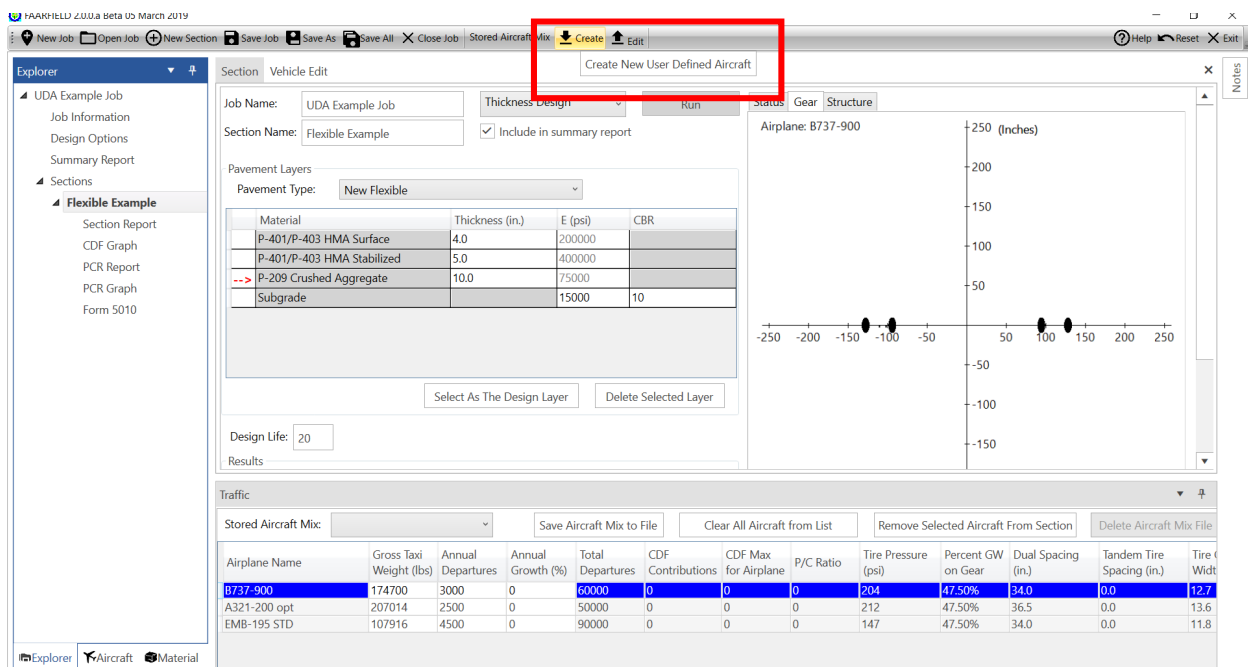 FAARFIELD 2.0.0.a Beta 05 March 2019
New Job Open Job New Section Save Job Save As Save All Close Job Stored Aircraft Mix Create Edit Help Reset Exit
Create New User Defined Aircraft
Explorer
Section Vehicle Edit
Notes
UDA Example Job
Job Information
Design Options
Summary Report
Sections
Flexible Example
Section Report
CDF Graph
PCR Report
PCR Graph
Form 5010
Job Name: UDA Example Job Thickness Design Run
Section Name: Flexible Example Include in summary report
Pavement Layers
Pavement Type: New Flexible
Material Thickness (in.) E (psi) CBR
P-401/P-403 HMA Surface 4.0 200000
P-401/P-403 HMA Stabilized 5.0 400000
--> P-209 Crushed Aggregate 10.0 75000
Subgrade 15000 10
Select As The Design Layer Delete Selected Layer
Design Life: 20
Results
Status Gear Structure
Airplane: B737-900
250 (Inches)
200
150
100
50
-250 -200 -150 -100 -50 50 100 150 200 250
-50
-100
-150
Traffic
Stored Aircraft Mix: Save Aircraft Mix to File Clear All Aircraft from List Remove Selected Aircraft From Section Delete Aircraft Mix File
Airplane Name Gross Taxi Weight (lbs) Annual Departures Annual Growth (%) Total Departures CDF Contributions CDF Max for Airplane P/C Ratio Tire Pressure (psi) Percent GW on Gear Dual Spacing (in.) Tandem Tire Spacing (in.) Tire Widt
B737-900 174700 3000 0 60000 0 0 0 204 47.50% 34.0 0.0 12.7
A321-200 opt 207014 2500 0 50000 0 0 0 212 47.50% 36.5 0.0 13.6
EMB-195 STD 107916 4500 0 90000 0 0 0 147 47.50% 34.0 0.0 11.8
Explorer Aircraft Material